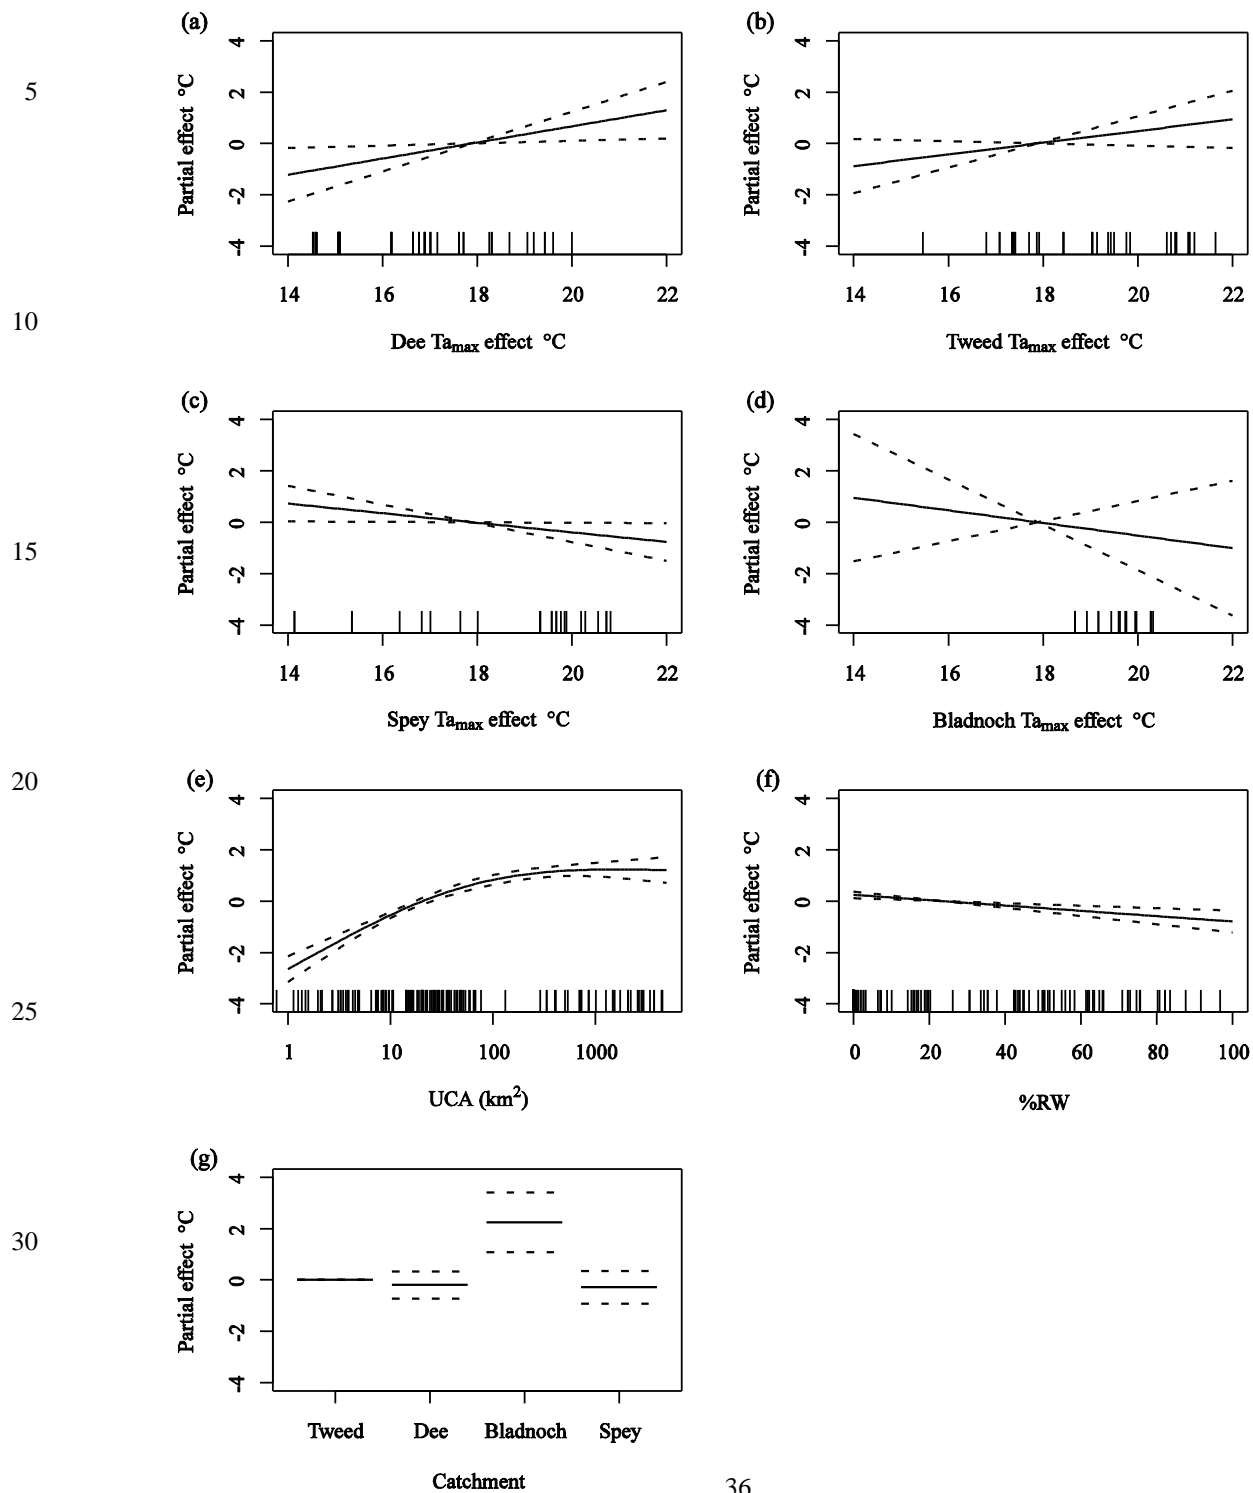 (a)
(b)
Partial effect °C
4
2
0
-2
-4
14 16 18 20 22
Dee Tamax effect °C
Partial effect °C
4
2
0
-2
-4
14 16 18 20 22
Tweed Tamax effect °C
5
10
(c)
(d)
Partial effect °C
4
2
0
-2
-4
14 16 18 20 22
Spey Tamax effect °C
Partial effect °C
4
2
0
-2
-4
14 16 18 20 22
Bladnoch Tamax effect °C
15
20
(e)
(f)
Partial effect °C
4
2
0
-2
-4
1 10 100 1000
UCA (km²)
Partial effect °C
4
2
0
-2
-4
0 20 40 60 80 100
%RW
25
(g)
Partial effect °C
4
2
0
-2
-4
Tweed Dee Bladnoch Spey
Catchment
30
36